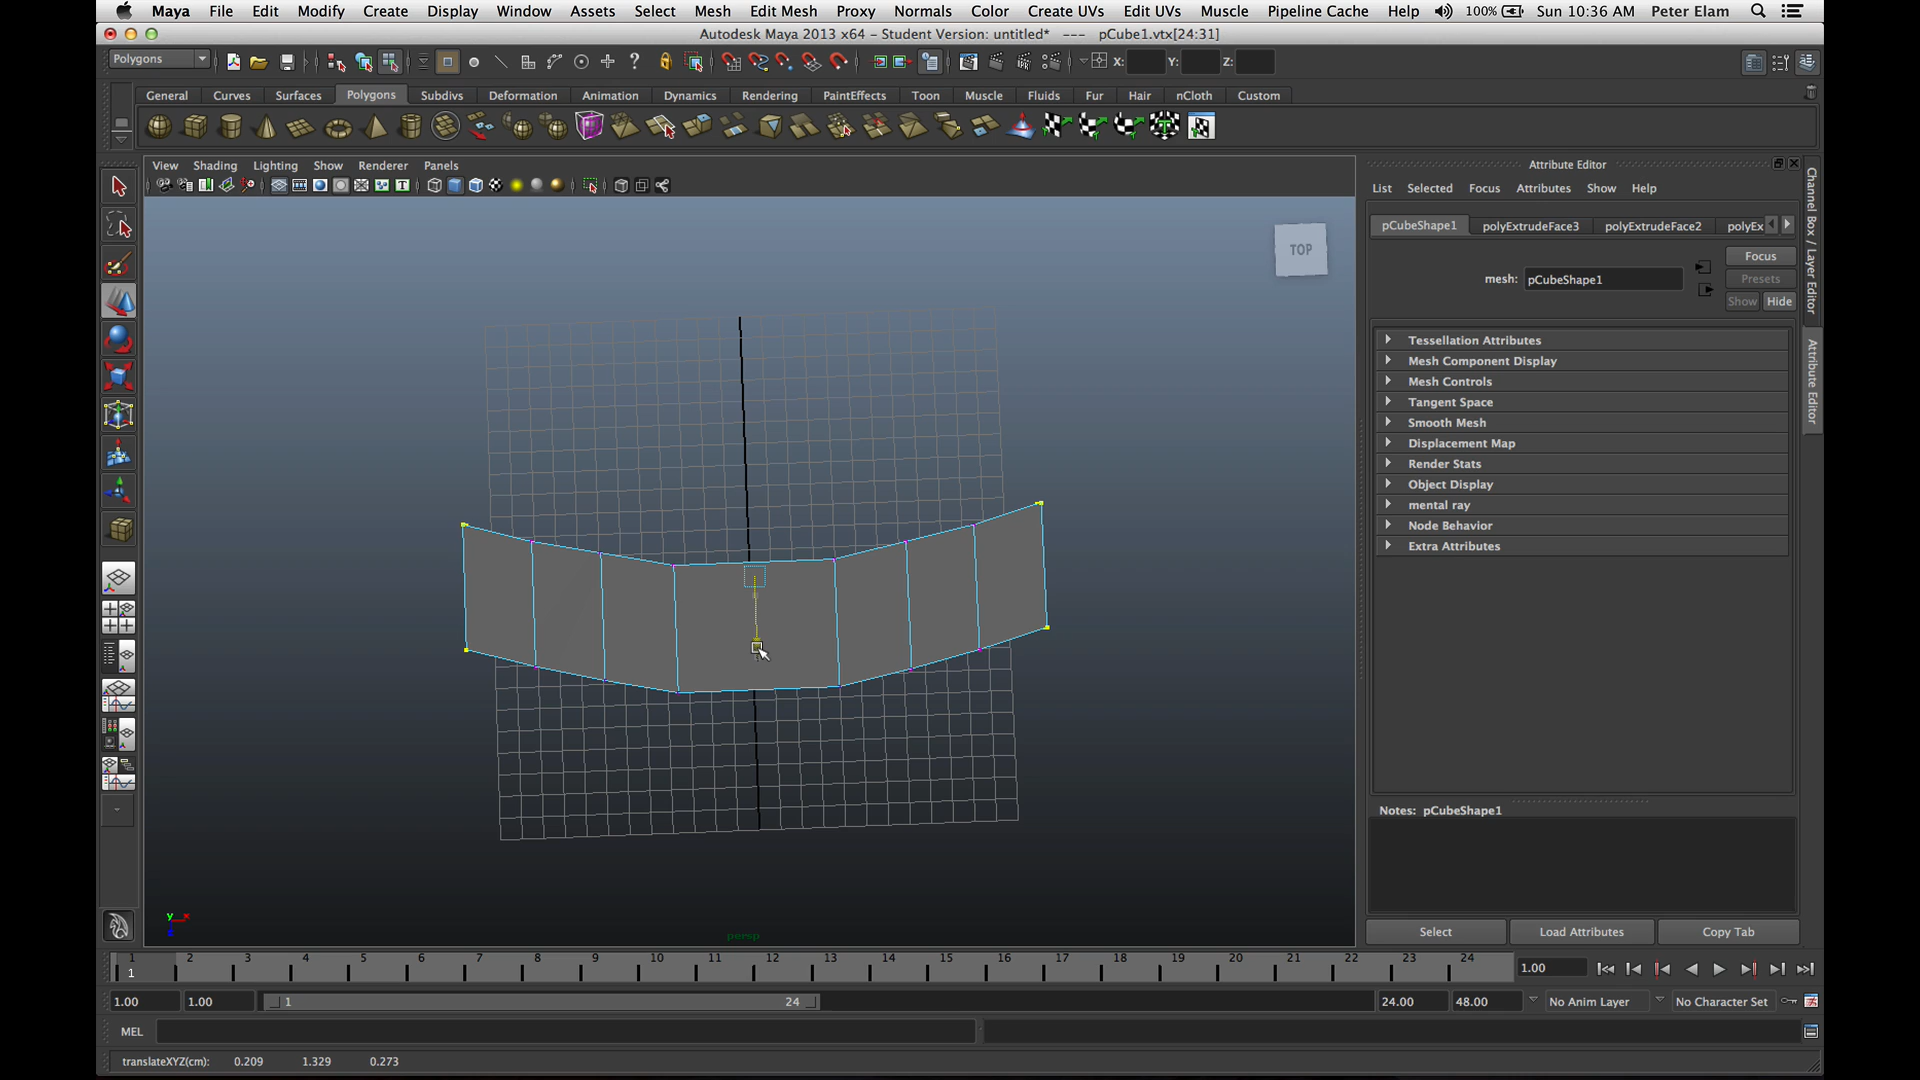 Maya File Edit Modify Create Display Window Assets Select Mesh Edit Mesh Proxy Normals Color Create UVs Edit UVs Muscle Pipeline Cache Help 100% Sun 10:36 AM Peter Elam
Autodesk Maya 2013 x64 - Student Version: untitled* --- pCube1.vtx[24:31]
Polygons X: Y: Z:
General Curves Surfaces Polygons Subdivs Deformation Animation Dynamics Rendering PaintEffects Toon Muscle Fluids Fur Hair nCloth Custom
View Shading Lighting Show Renderer Panels
Attribute Editor
List Selected Focus Attributes Show Help
pCubeShape1 polyExtrudeFace3 polyExtrudeFace2 polyEx
Focus
mesh: pCubeShape1
Presets
Show Hide
Tessellation Attributes
Mesh Component Display
Mesh Controls
Tangent Space
Smooth Mesh
Displacement Map
Render Stats
Object Display
mental ray
Node Behavior
Extra Attributes
Notes: pCubeShape1
Select Load Attributes Copy Tab
Channel Box / Layer Editor
Attribute Editor
TOP
y x
persp
1 2 3 4 5 6 7 8 9 10 11 12 13 14 15 16 17 18 19 20 21 22 23 24
1 1.00
1.00 1.00 1 24 24.00 48.00 No Anim Layer No Character Set
MEL
translateXYZ(cm): 0.209 1.329 0.273